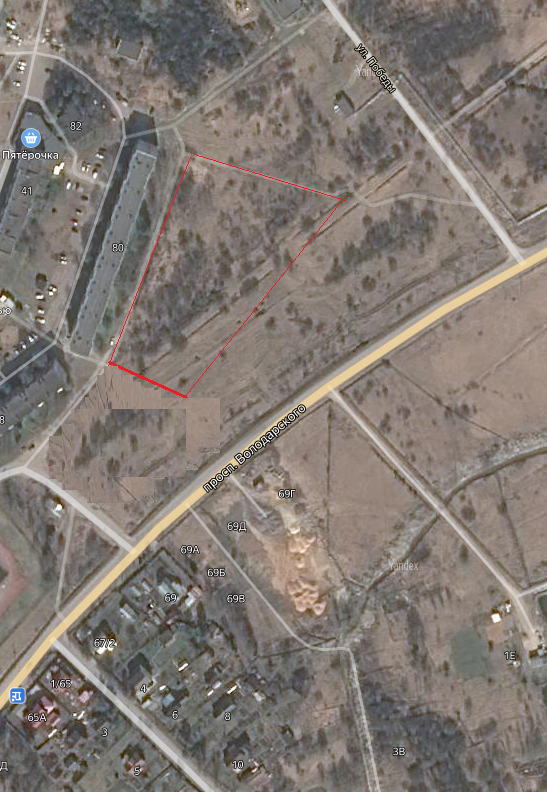 ул. Победы
Yandex
82
Пятёрочка
41
80
просп. Володарского
69Г
69Д
69А
69Б
Yandex
69
69В
67/2
1Е
1/65
4
65А
6
8
3
3В
10
5
Д